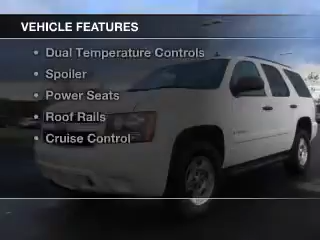 VEHICLE FEATURES
• Dual Temperature Controls
• Spoiler
• Power Seats
• Roof Rails
• Cruise Control